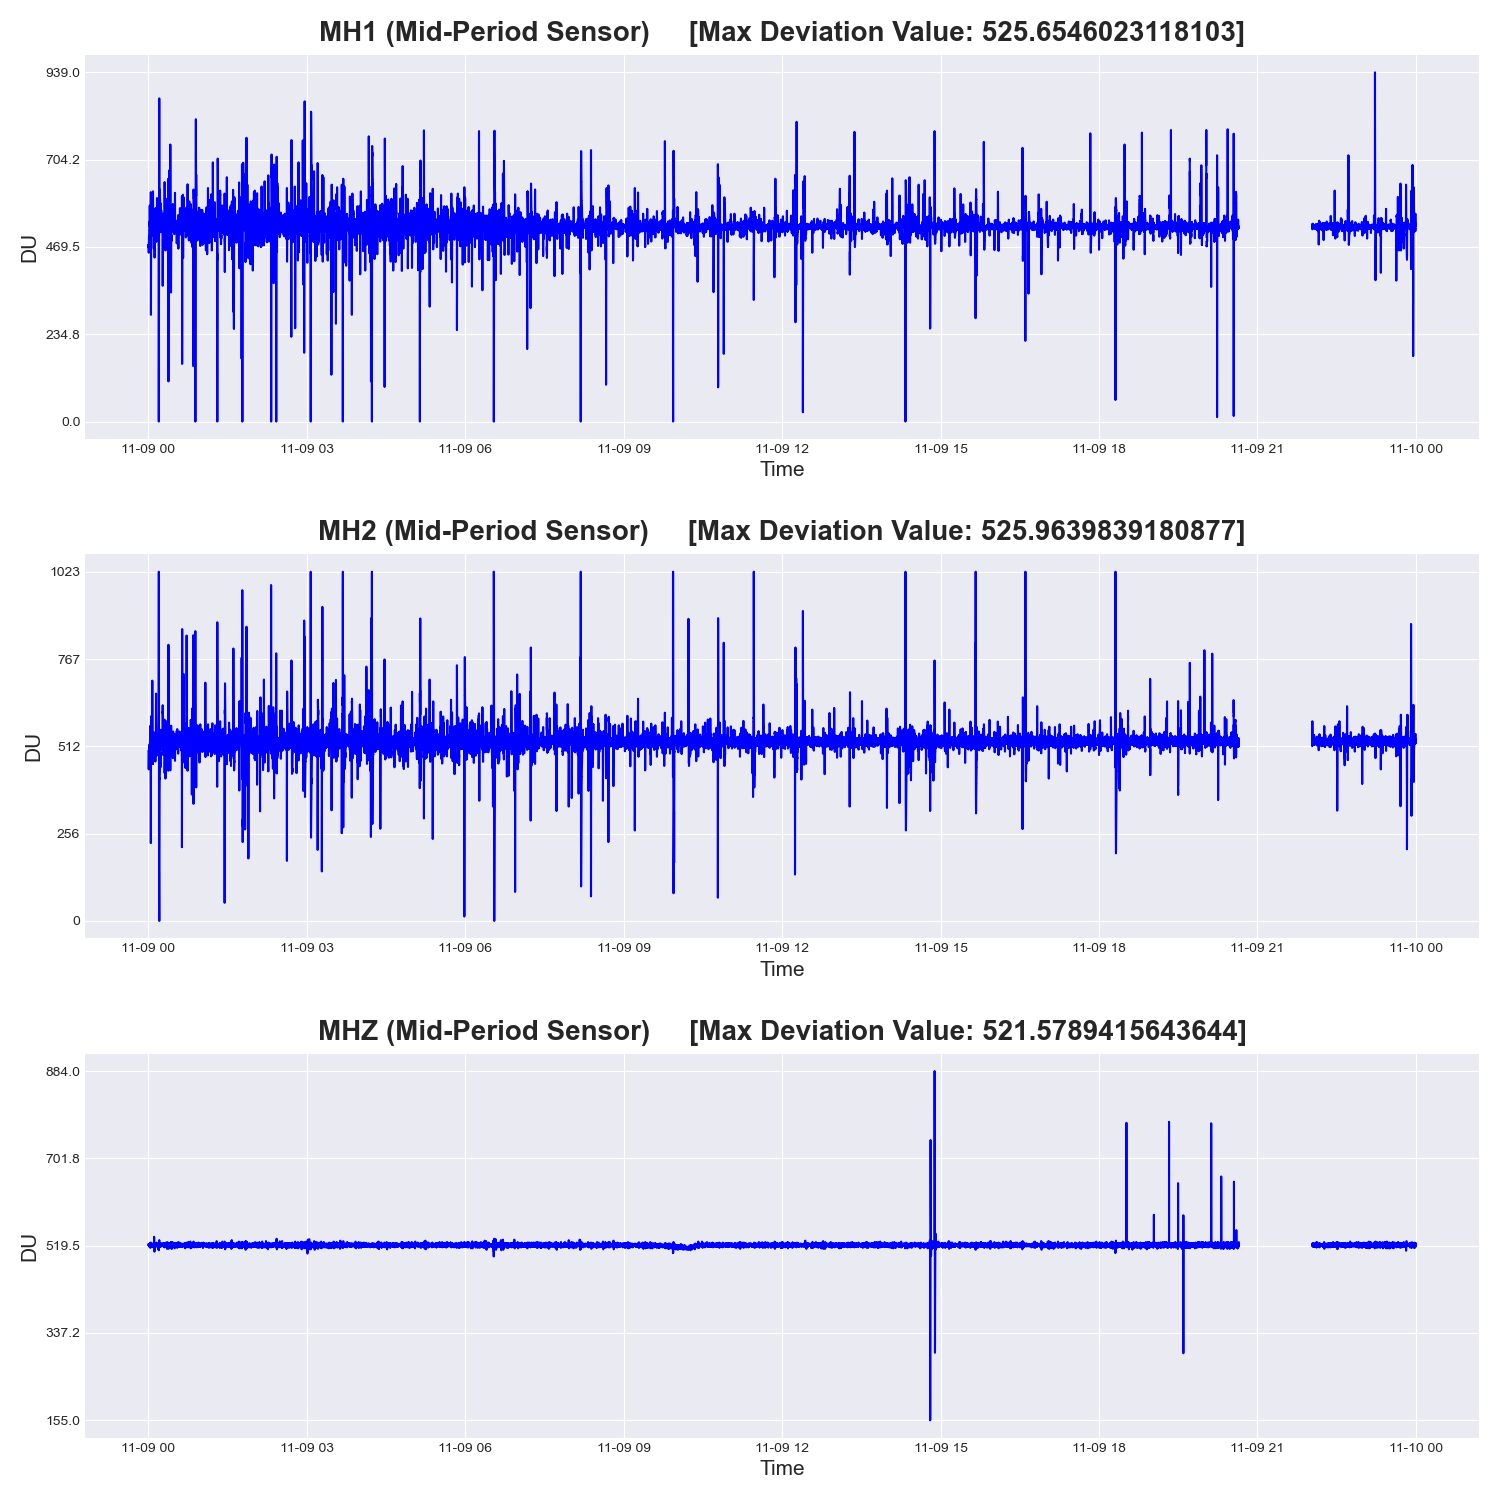 MH1 (Mid-Period Sensor) [Max Deviation Value: 525.6546023118103]
939.0
704.2
469.5
234.8
0.0
DU
11-09 00 11-09 03 11-09 06 11-09 09 11-09 12 11-09 15 11-09 18 11-09 21 11-10 00
Time
MH2 (Mid-Period Sensor) [Max Deviation Value: 525.9639839180877]
1023
767
512
256
0
DU
11-09 00 11-09 03 11-09 06 11-09 09 11-09 12 11-09 15 11-09 18 11-09 21 11-10 00
Time
MHZ (Mid-Period Sensor) [Max Deviation Value: 521.5789415643644]
884.0
701.8
519.5
337.2
155.0
DU
11-09 00 11-09 03 11-09 06 11-09 09 11-09 12 11-09 15 11-09 18 11-09 21 11-10 00
Time